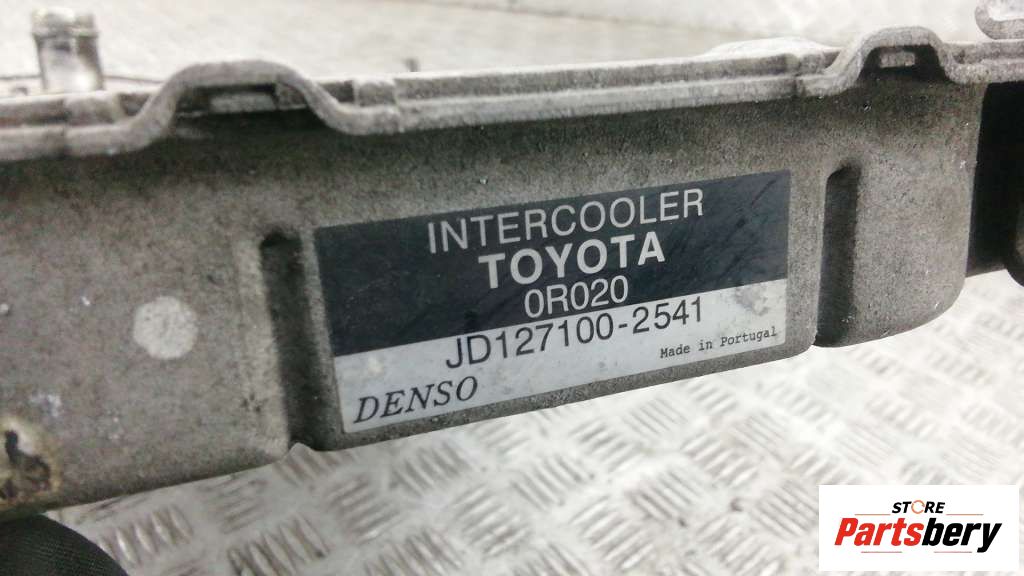 INTERCOOLER
TOYOTA
0R020
JD127100-2541
Made in Portugal
DENSO
STORE
Partsbery